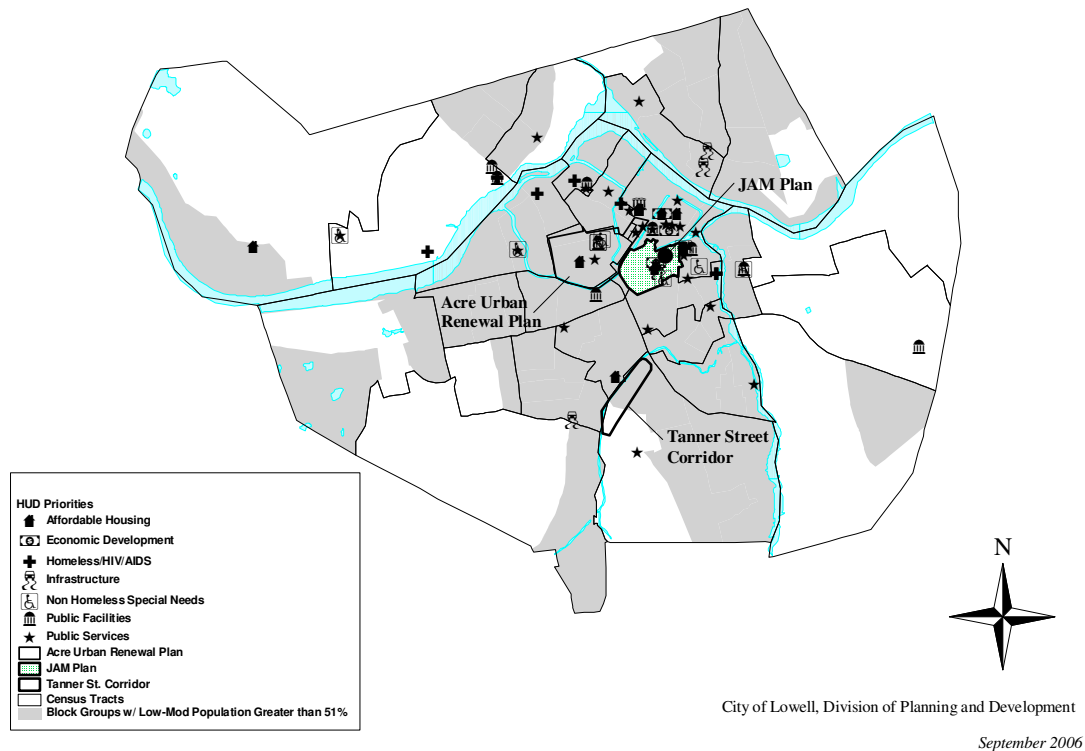 JAM Plan
Acre Urban
Renewal Plan
Tanner Street
Corridor
HUD Priorities
Affordable Housing
Economic Development
Homeless/HIV/AIDS
Infrastructure
Non Homeless Special Needs
Public Facilities
Public Services
Acre Urban Renewal Plan
JAM Plan
Tanner St. Corridor
Census Tracts
Block Groups w/ Low-Mod Population Greater than 51%
N
City of Lowell, Division of Planning and Development
September 2006